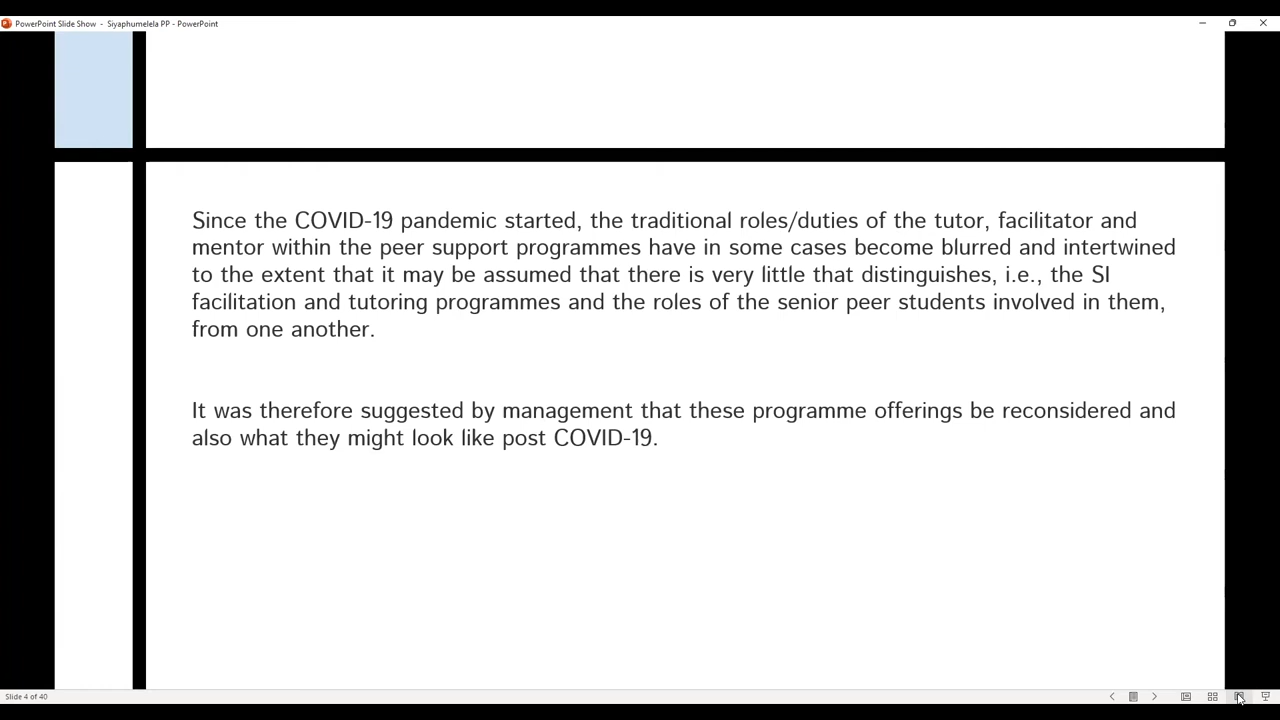 PowerPoint Slide Show - Siyaphumelela PP - PowerPoint
Since the COVID-19 pandemic started, the traditional roles/duties of the tutor, facilitator and
mentor within the peer support programmes have in some cases become blurred and intertwined
to the extent that it may be assumed that there is very little that distinguishes, i.e., the SI
facilitation and tutoring programmes and the roles of the senior peer students involved in them,
from one another.
It was therefore suggested by management that these programme offerings be reconsidered and
also what they might look like post COVID-19.
Slide 4 of 40